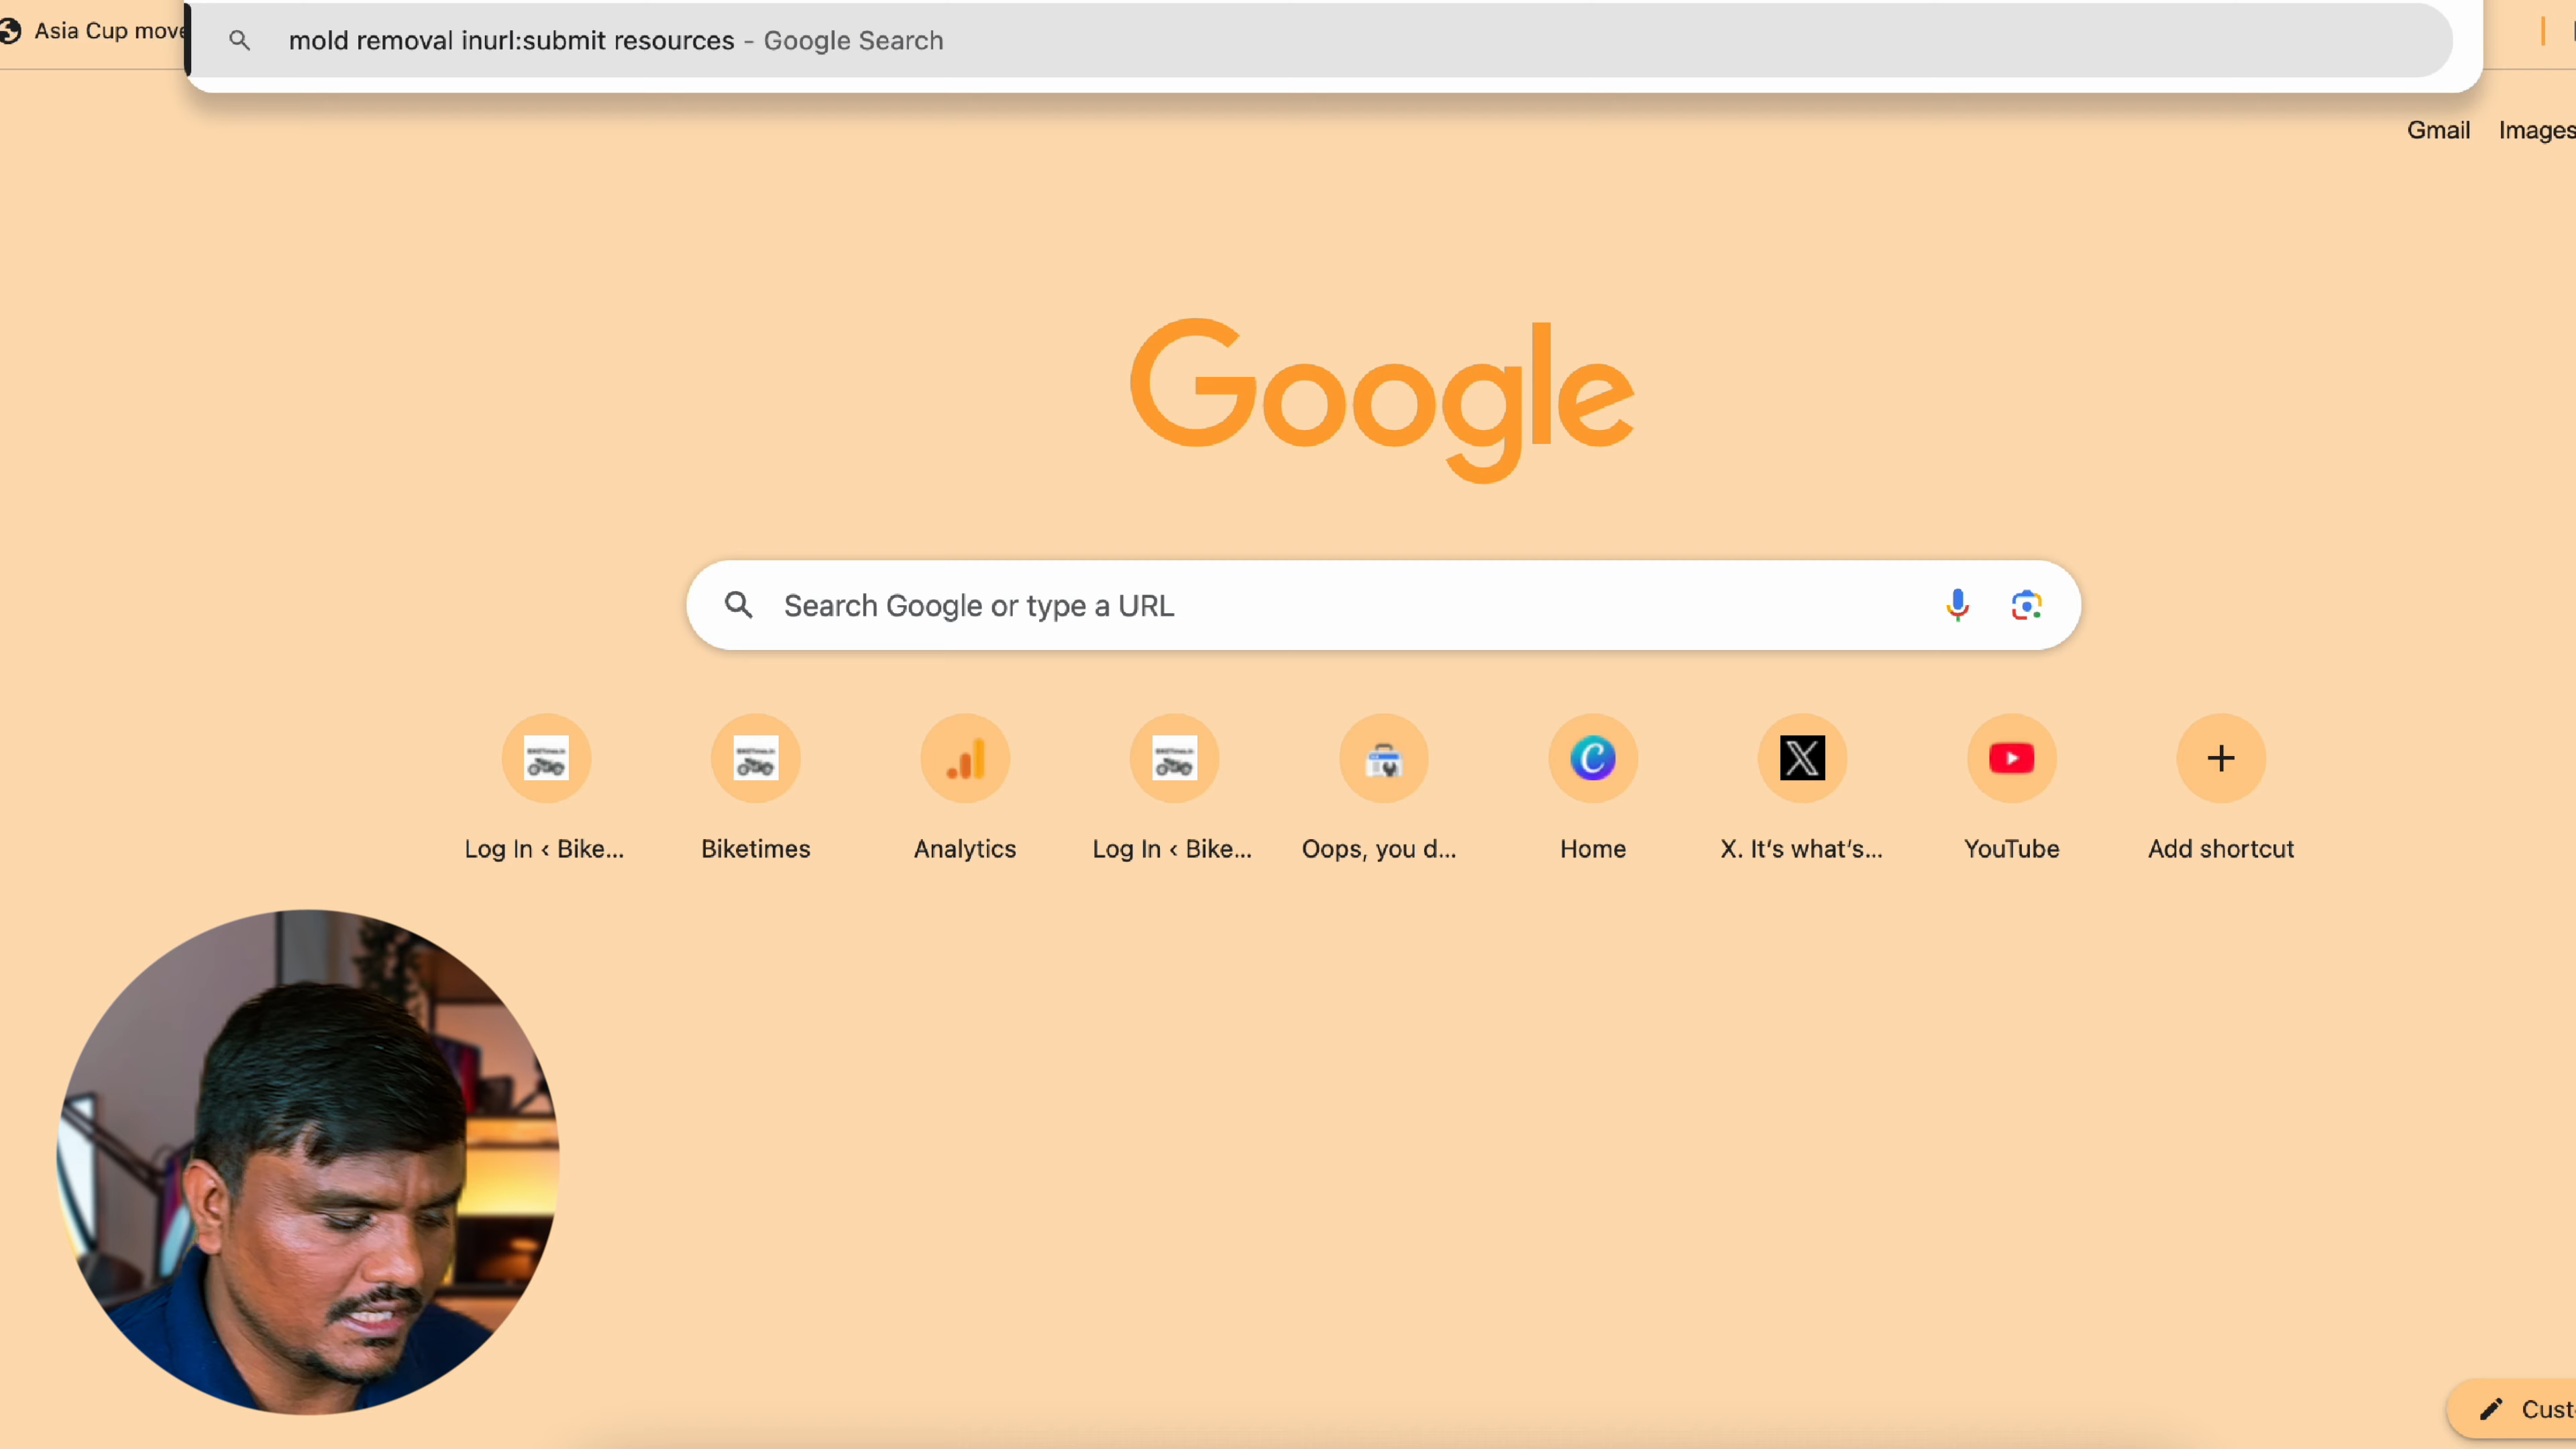 Asia Cup move
mold removal inurl:submit resources - Google Search
Gmail Images
Google
Search Google or type a URL
Log In ‹ Bike...
Biketimes
Analytics
Log In ‹ Bike...
Oops, you d...
Home
X. It's what's...
YouTube
Add shortcut
Cust